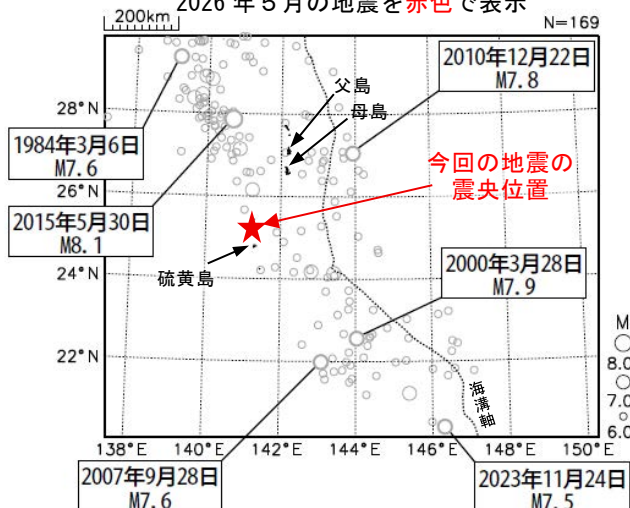 2026年5月の地震を赤色で表示
200km
N=169
2010年12月22日
M7.8
父島
母島
28°N
1984年3月6日
M7.6
今回の地震の
震央位置
26°N
2015年5月30日
M8.1
硫黄島
2000年3月28日
M7.9
24°N
22°N
M
8.0
7.0
6.0
海溝軸
138°E
140°E
142°E
144°E
146°E
148°E
150°E
2007年9月28日
M7.6
2023年11月24日
M7.5